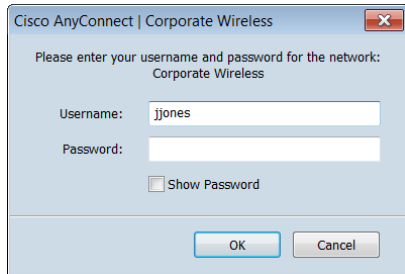 Cisco AnyConnect | Corporate Wireless
Please enter your username and password for the network:
Corporate Wireless
Username: jjones
Password:
Show Password
OK Cancel